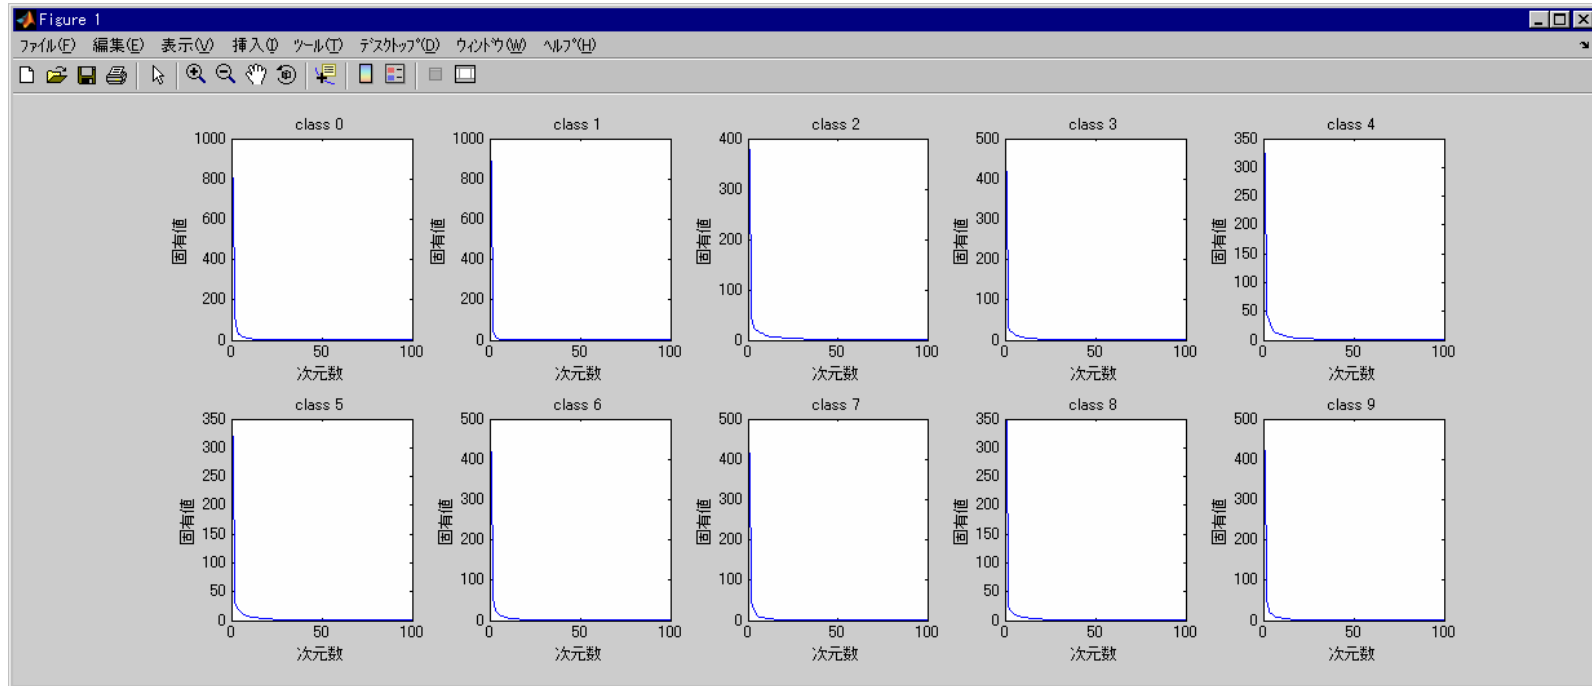 Figure 1
ファイル(F) 編集(E) 表示(V) 挿入(I) ツール(T) デスクトップ(D) ウィンドウ(W) ヘルプ(H)
class 0 class 1 class 2 class 3 class 4
1000 1000 400 500 350
300
800 800 400
300 250
600 600 300
固有値 固有値 固有値 200 固有値 固有値 200
400 400 200 150
100 100
200 200 100
50
0 0 0 0 0
0 50 100 0 50 100 0 50 100 0 50 100 0 50 100
次元数 次元数 次元数 次元数 次元数
class 5 class 6 class 7 class 8 class 9
350 500 500 350 500
300 300
400 400 400
250 250
200 300 300 200 300
固有値 固有値 固有値 固有値 固有値
150 200 200 150 200
100 100
100 100 100
50 50
0 0 0 0 0
0 50 100 0 50 100 0 50 100 0 50 100 0 50 100
次元数 次元数 次元数 次元数 次元数